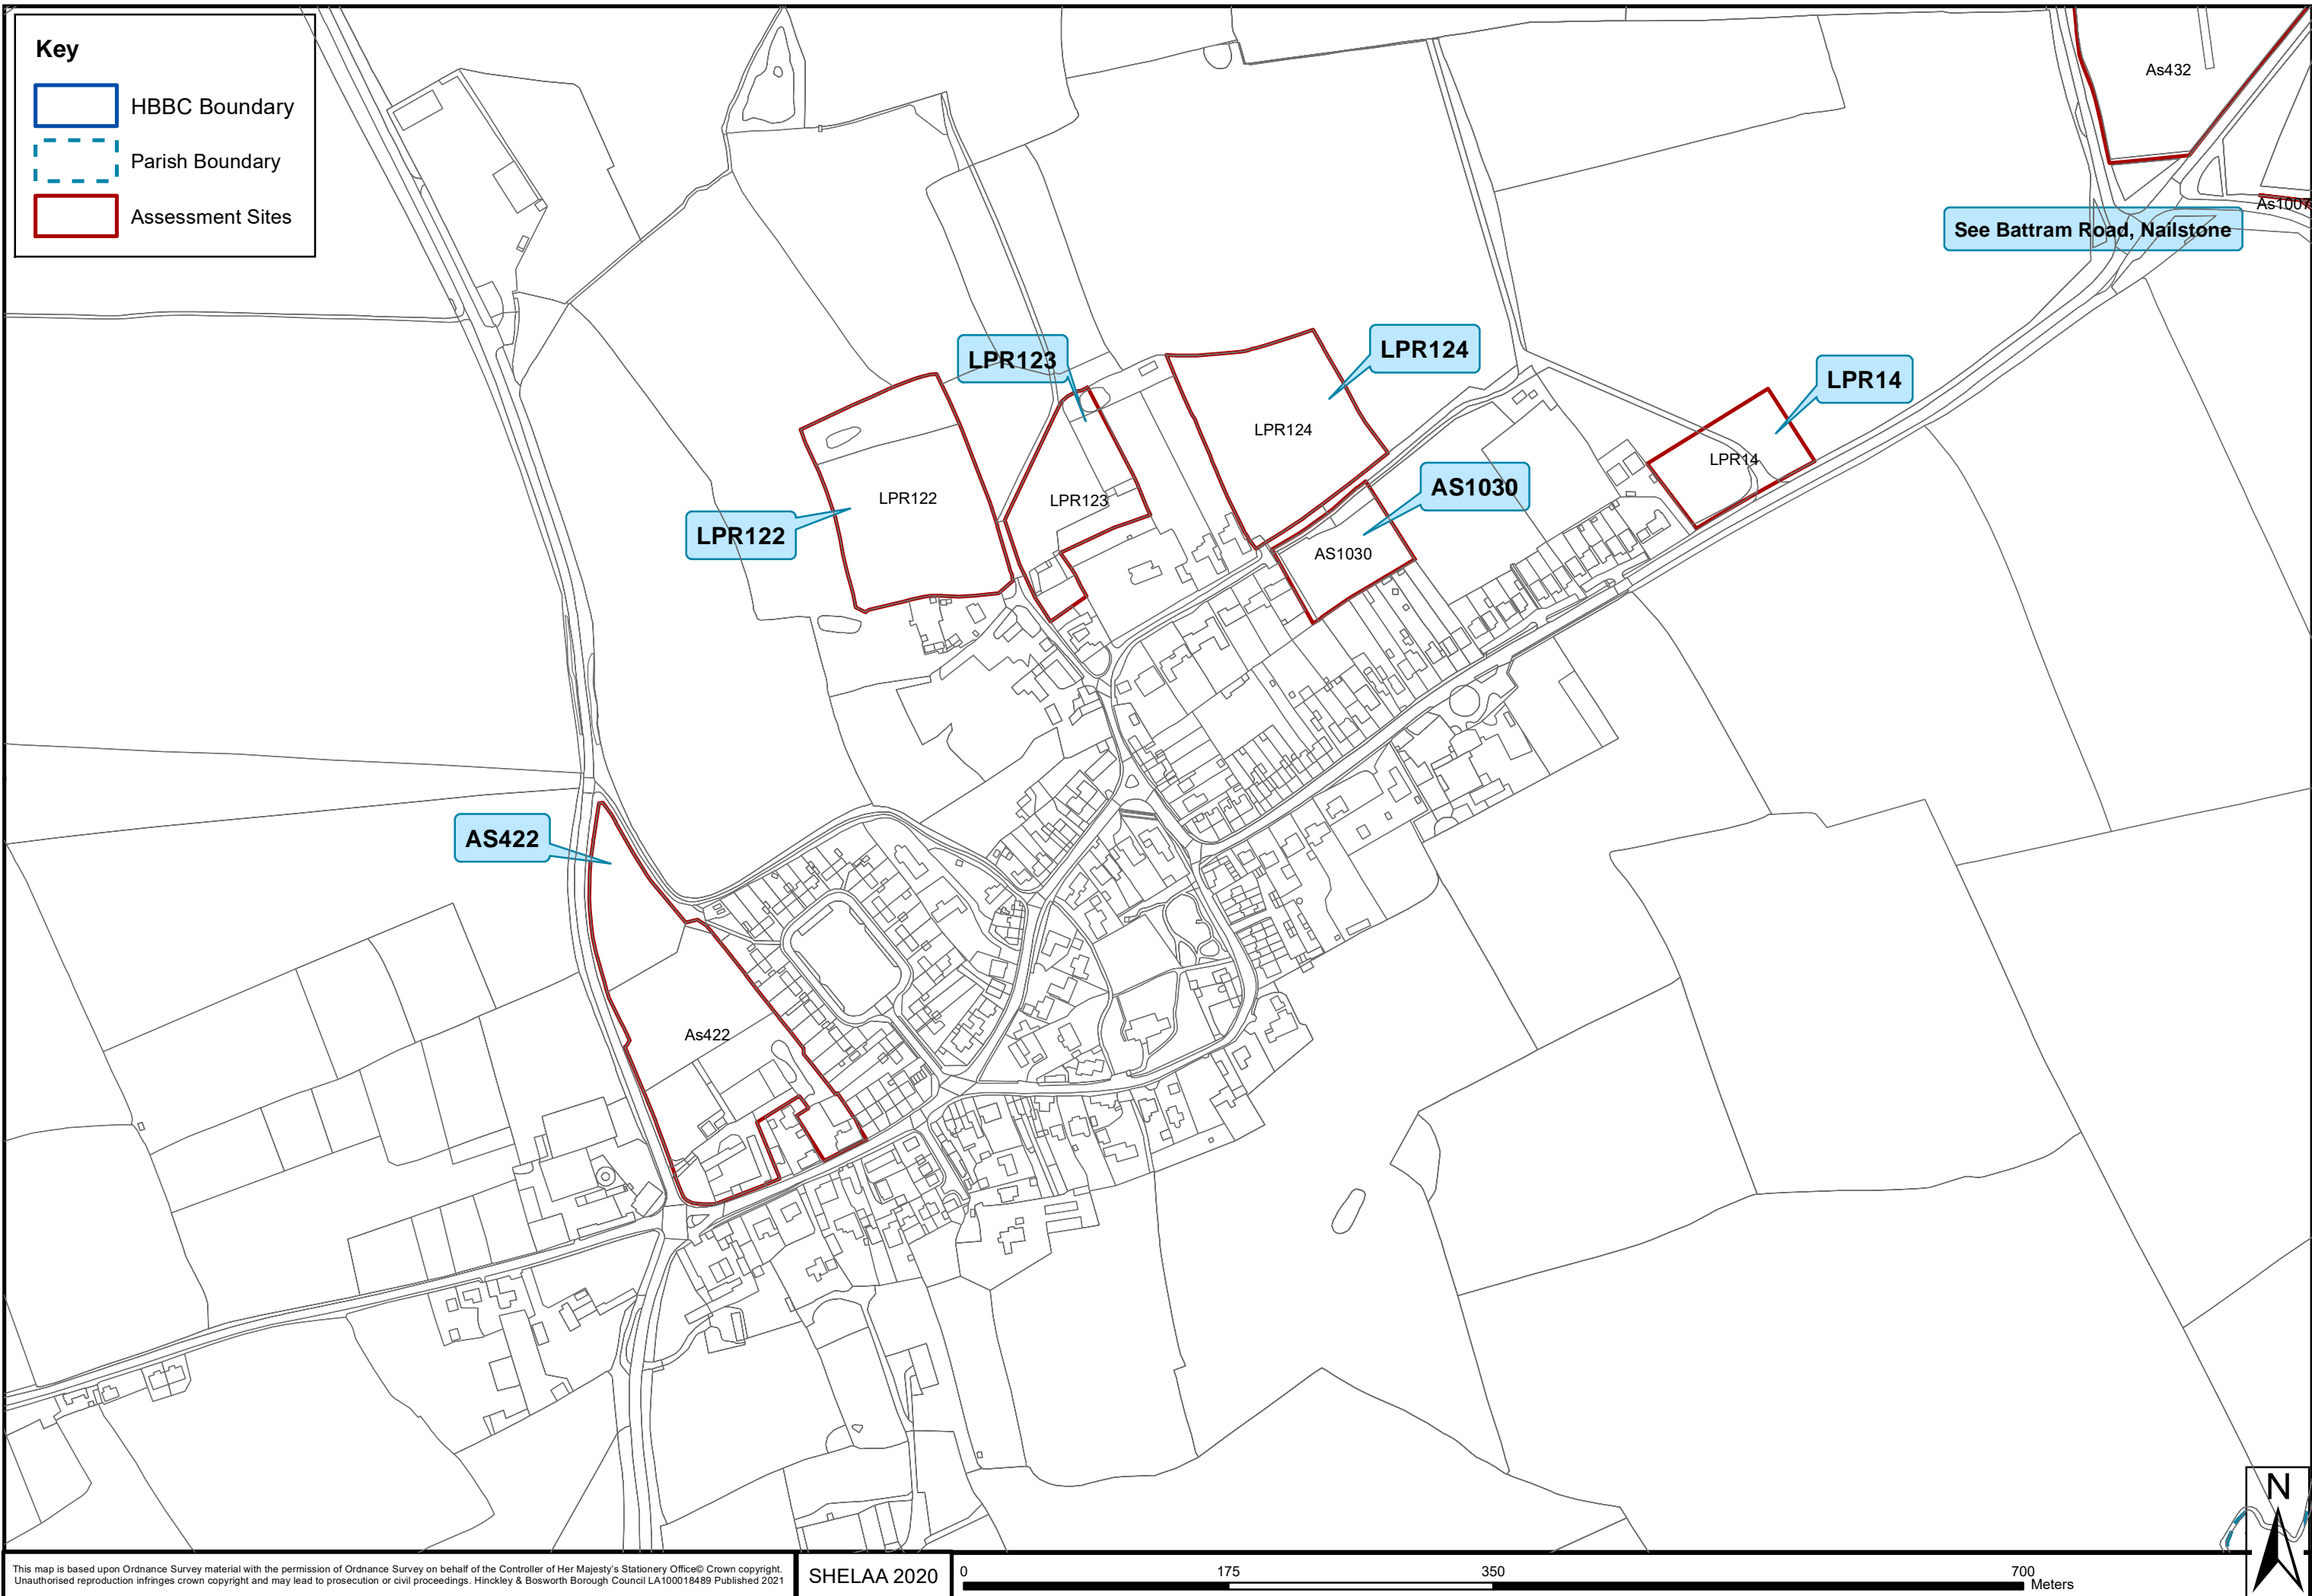 Key
HBBC Boundary
Parish Boundary
Assessment Sites
As432
As1007
See Battram Road, Nailstone
LPR123
LPR124
LPR14
LPR124
LPR14
AS1030
LPR122
LPR123
LPR122
AS1030
AS422
As422
N
This map is based upon Ordnance Survey material with the permission of Ordnance Survey on behalf of the Controller of Her Majesty's Stationery Office© Crown copyright.
Unauthorised reproduction infringes crown copyright and may lead to prosecution or civil proceedings. Hinckley & Bosworth Borough Council LA100018489 Published 2021
SHELAA 2020
0 175 350 700
Meters